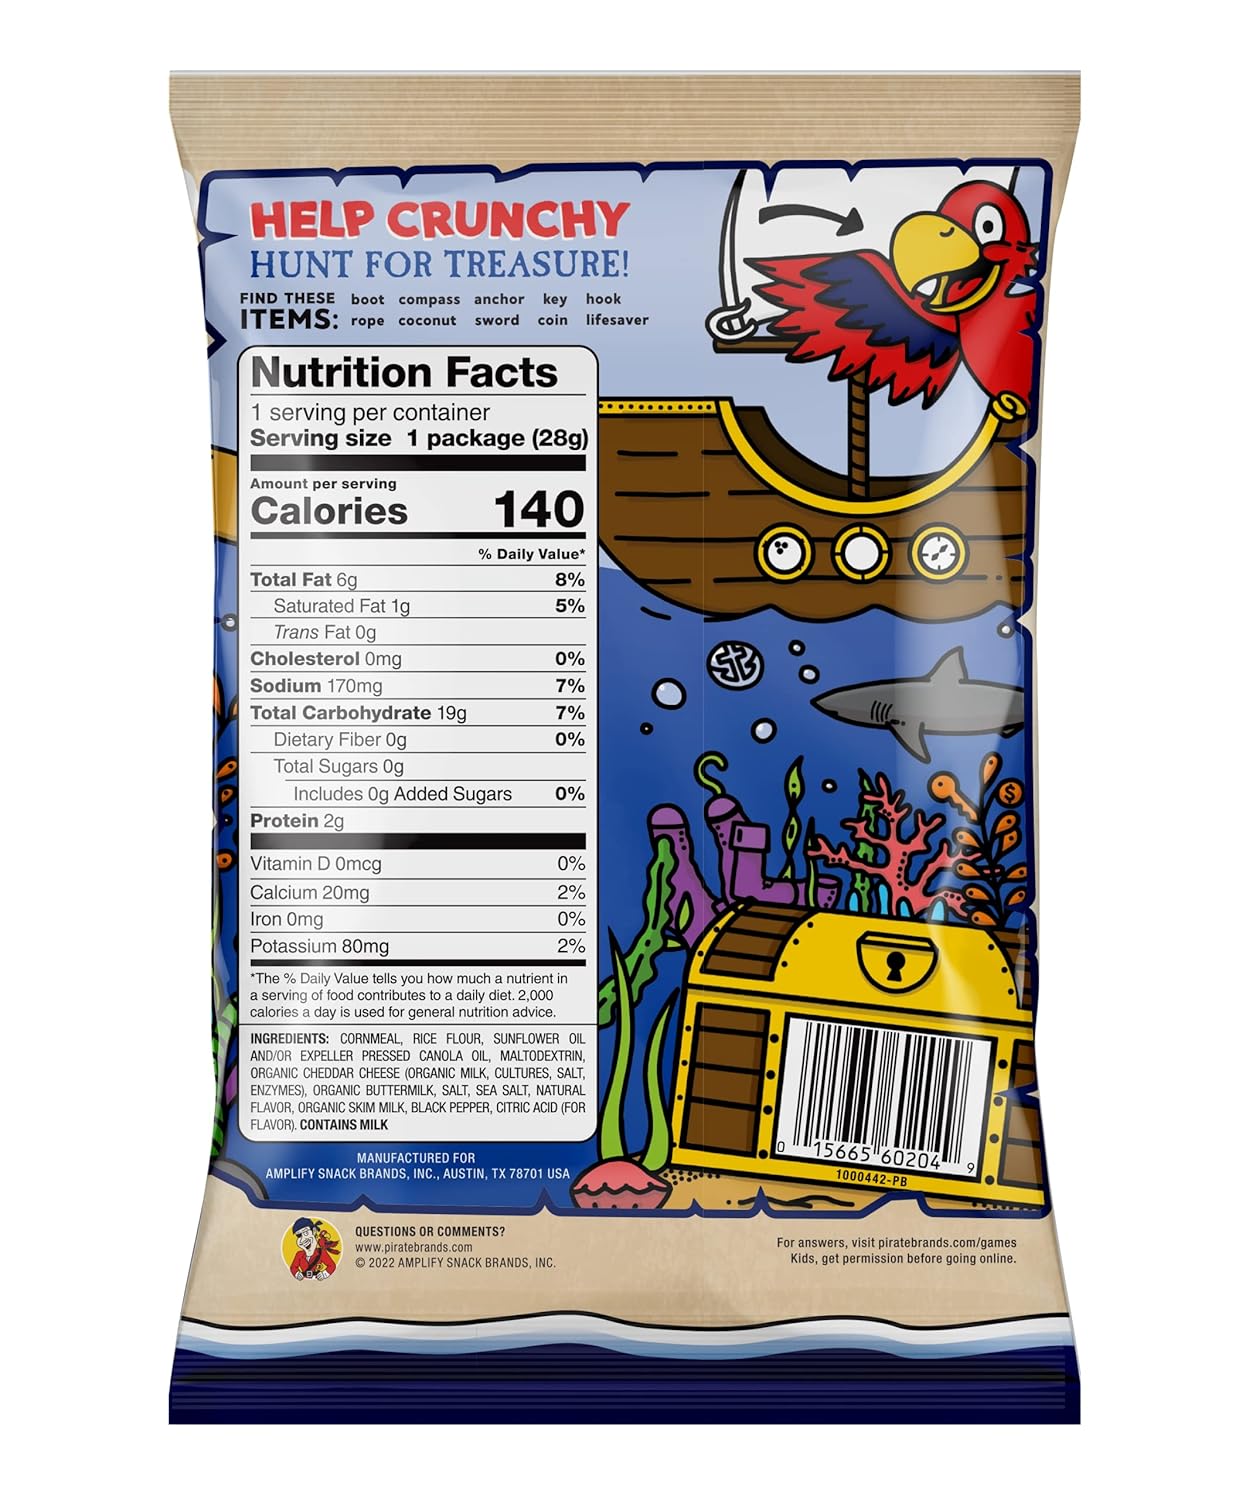 HELP CRUNCHY
HUNT FOR TREASURE!
FIND THESE boot compass anchor key hook
ITEMS: rope coconut sword coin lifesaver
Nutrition Facts
1 serving per container
Serving size 1 package (28g)
Amount per serving
Calories 140
% Daily Value*
Total Fat 6g 8%
Saturated Fat 1g 5%
Trans Fat 0g
Cholesterol 0mg 0%
Sodium 170mg 7%
Total Carbohydrate 19g 7%
Dietary Fiber 0g 0%
Total Sugars 0g
Includes 0g Added Sugars 0%
Protein 2g
Vitamin D 0mcg 0%
Calcium 20mg 2%
Iron 0mg 0%
Potassium 80mg 2%
*The % Daily Value tells you how much a nutrient in
a serving of food contributes to a daily diet. 2,000
calories a day is used for general nutrition advice.
INGREDIENTS: CORNMEAL, RICE FLOUR, SUNFLOWER OIL
AND/OR EXPELLER PRESSED CANOLA OIL, MALTODEXTRIN,
ORGANIC CHEDDAR CHEESE (ORGANIC MILK, CULTURES, SALT,
ENZYMES), ORGANIC BUTTERMILK, SALT, SEA SALT, NATURAL
FLAVOR, ORGANIC SKIM MILK, BLACK PEPPER, CITRIC ACID (FOR
FLAVOR). CONTAINS MILK
MANUFACTURED FOR
AMPLIFY SNACK BRANDS, INC., AUSTIN, TX 78701 USA
$
0 15665 60204 9
1000442-PB
QUESTIONS OR COMMENTS?
www.piratebrands.com
© 2022 AMPLIFY SNACK BRANDS, INC.
For answers, visit piratebrands.com/games
Kids, get permission before going online.